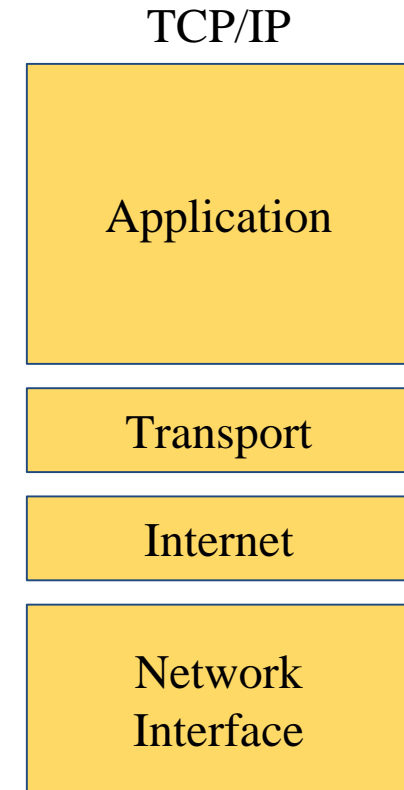 TCP/IP
Application
Transport
Internet
Network
Interface